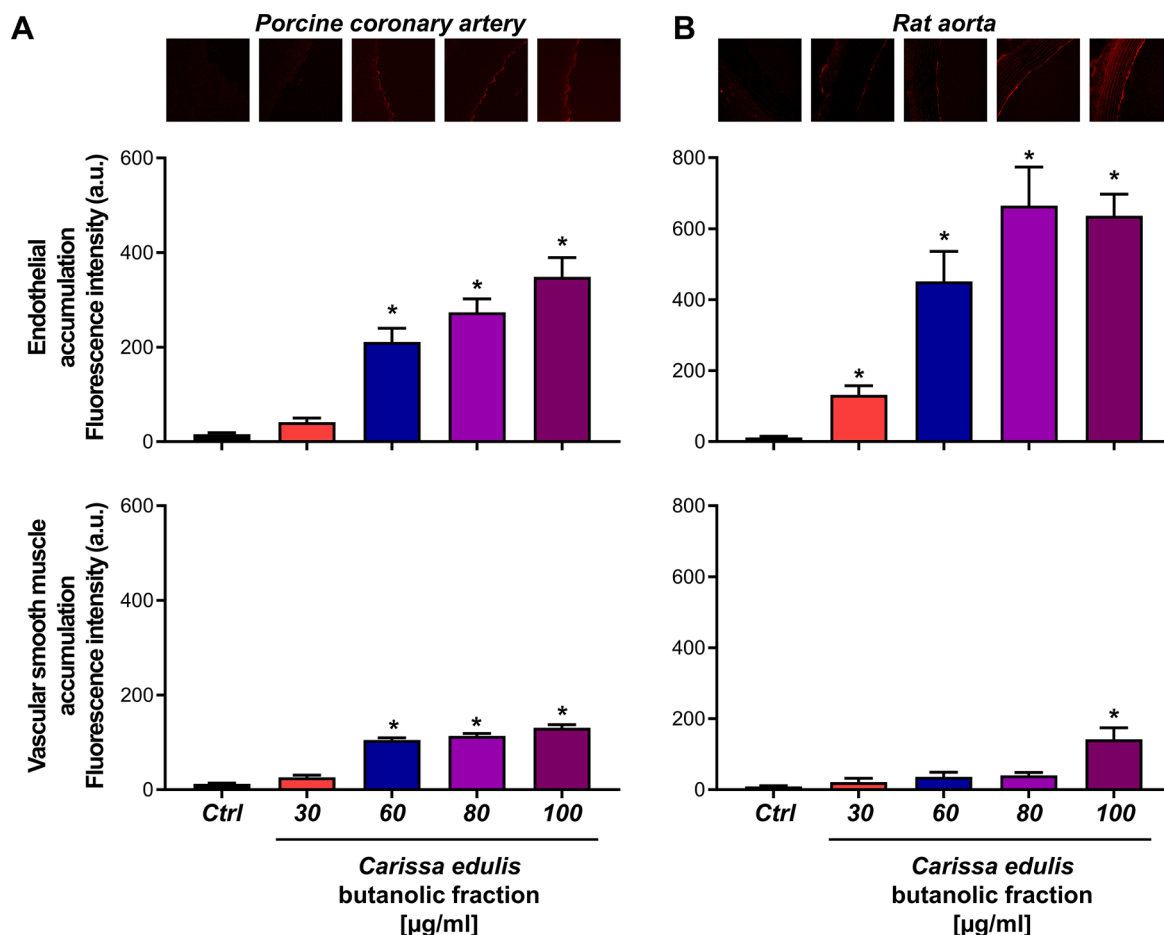 A
Porcine coronary artery
Endothelial
accumulation
Fluorescence intensity (a.u.)
600
400
200
0
*
*
*
Vascular smooth muscle
accumulation
Fluorescence intensity (a.u.)
600
400
200
0
*
*
*
Ctrl 30 60 80 100
Carissa edulis
butanolic fraction
[µg/ml]
B
Rat aorta
800
600
400
200
0
*
*
*
*
800
600
400
200
0
*
Ctrl 30 60 80 100
Carissa edulis
butanolic fraction
[µg/ml]